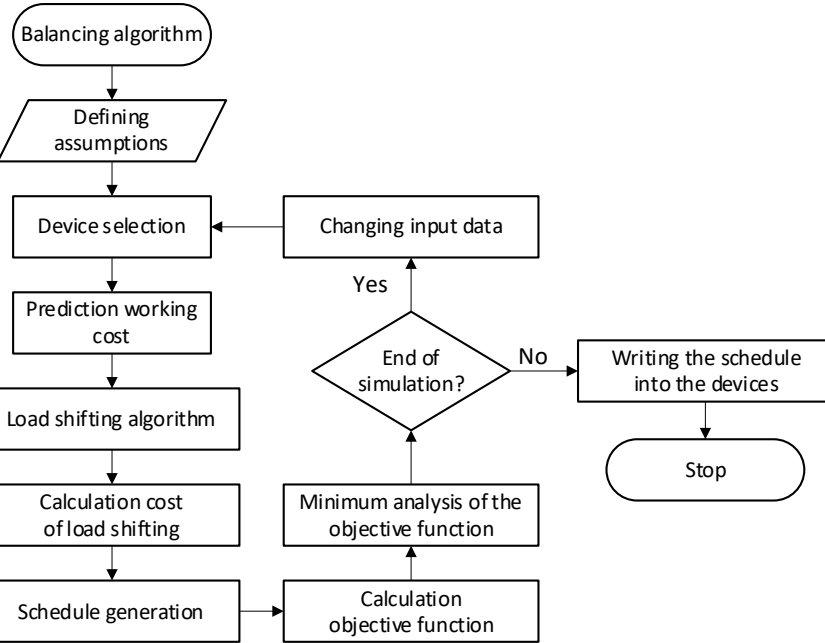 Balancing algorithm
Defining
assumptions
Device selection
Changing input data
Prediction working
cost
Yes
End of
simulation?
No
Writing the schedule
into the devices
Load shifting algorithm
Stop
Calculation cost
of load shifting
Minimum analysis of the
objective function
Schedule generation
Calculation
objective function